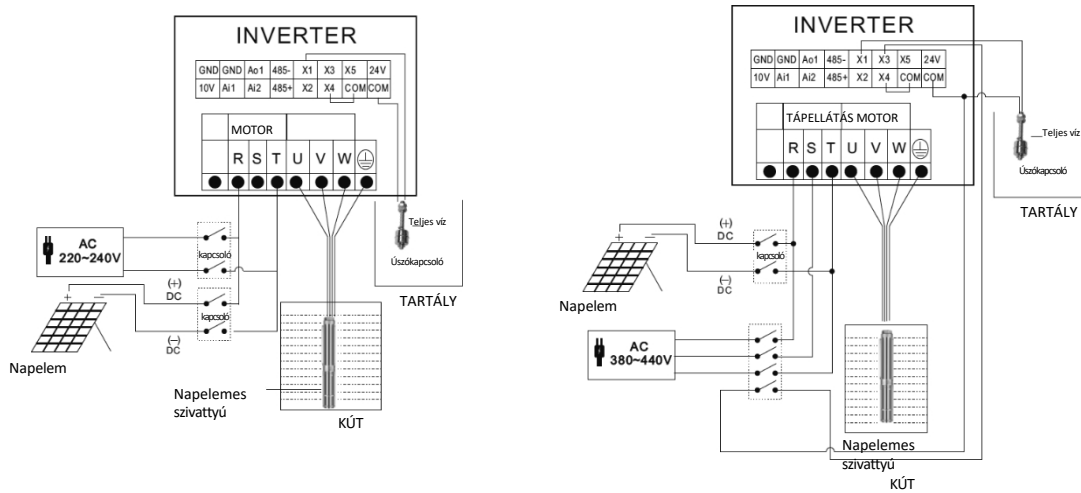 INVERTER
GND GND Ao1 485- X1 X3 X5 24V
10V Ai1 Ai2 485+ X2 X4 COM COM
MOTOR
R S T U V W
AC
220~240V
kapcsoló
(+)
DC
kapcsoló
(-)
DC
+ −
Napelem
Teljes víz
Úszókapcsoló
TARTÁLY
Napelemes
szivattyú
KÚT
INVERTER
GND GND Ao1 485- X1 X3 X5 24V
10V Ai1 Ai2 485+ X2 X4 COM COM
TÁPELLÁTÁS MOTOR
R S T U V W
Teljes víz
Úszókapcsoló
TARTÁLY
(+)
DC
kapcsoló
(-)
DC
+ −
Napelem
AC
380~440V
Napelemes
szivattyú
KÚT